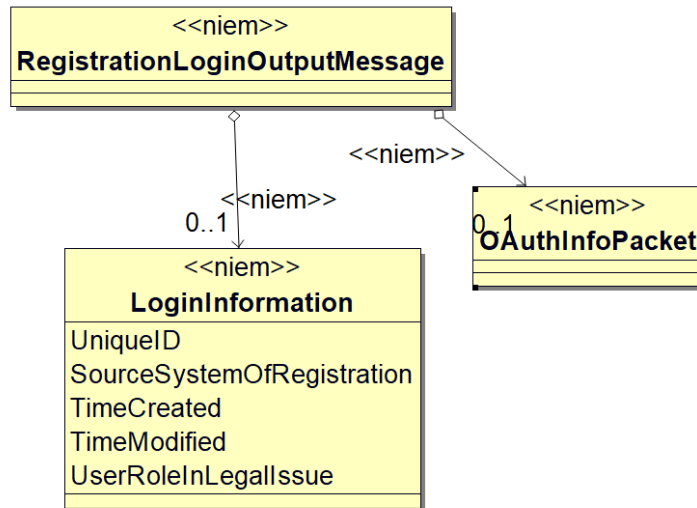 <<niem>>
RegistrationLoginOutputMessage
<<niem>>
<<niem>>
0..1
<<niem>>
0..1
OAuthInfoPacket
<<niem>>
LoginInformation
UniqueID
SourceSystemOfRegistration
TimeCreated
TimeModified
UserRoleInLegalIssue